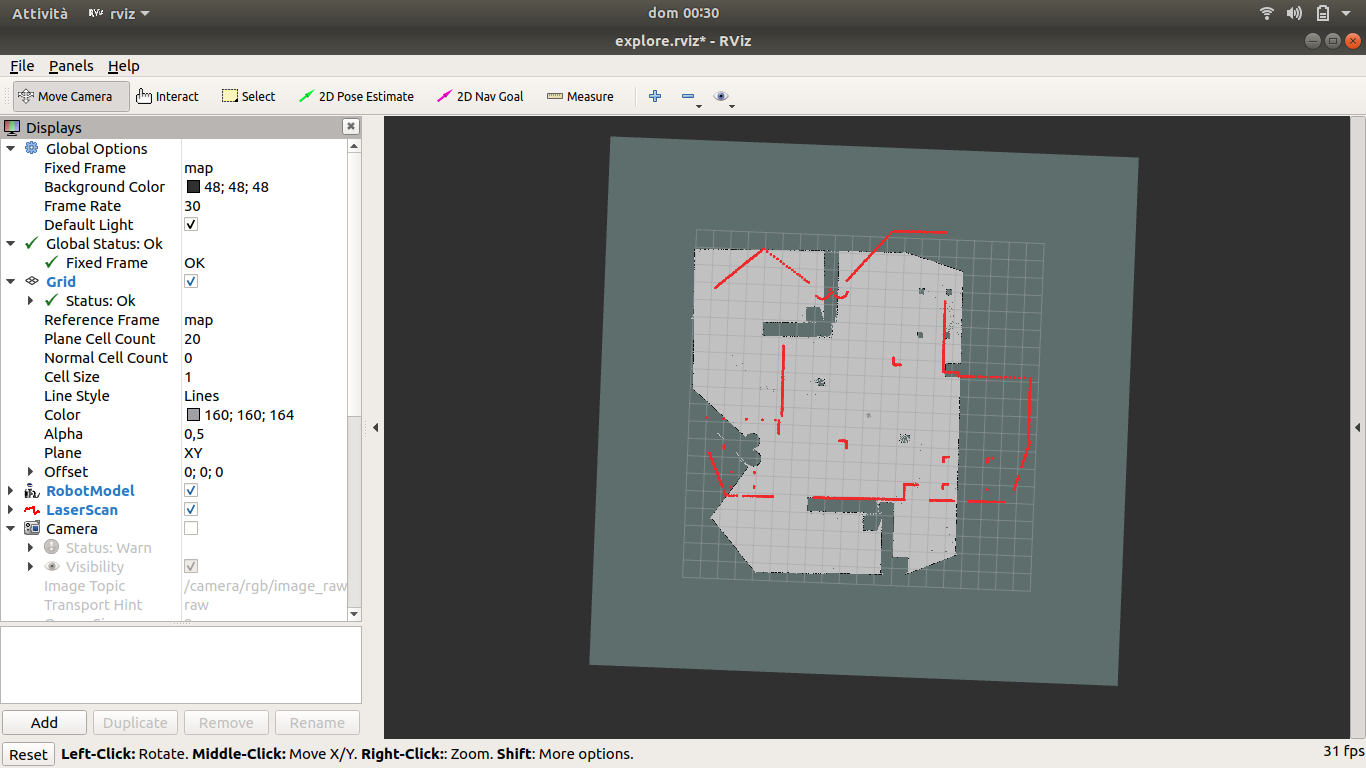 Attività RViz rviz dom 00:30
explore.rviz* - RViz
File Panels Help
Move Camera Interact Select 2D Pose Estimate 2D Nav Goal Measure
Displays
Global Options
Fixed Frame map
Background Color 48; 48; 48
Frame Rate 30
Default Light
Global Status: Ok
Fixed Frame OK
Grid
Status: Ok
Reference Frame map
Plane Cell Count 20
Normal Cell Count 0
Cell Size 1
Line Style Lines
Color 160; 160; 164
Alpha 0,5
Plane XY
Offset 0; 0; 0
RobotModel
LaserScan
Camera
Status: Warn
Visibility
Image Topic /camera/rgb/image_raw
Transport Hint raw
Add Duplicate Remove Rename
Reset Left-Click: Rotate. Middle-Click: Move X/Y. Right-Click:: Zoom. Shift: More options. 31 fps